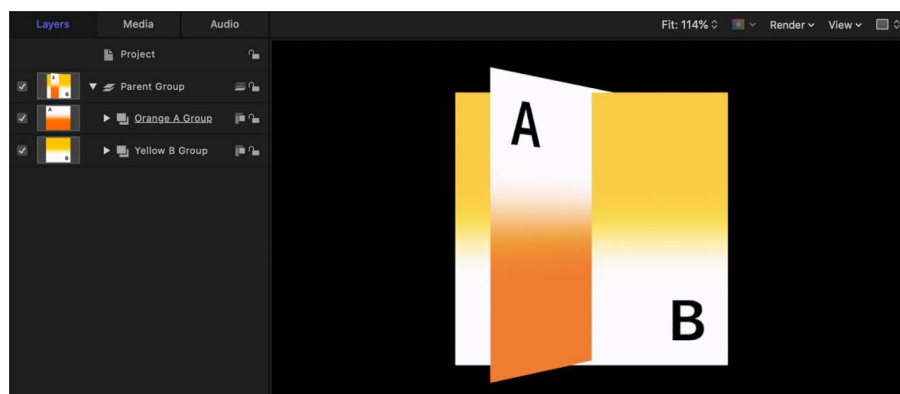 Layers Media Audio Fit: 114% Render View
Project
Parent Group
Orange A Group
Yellow B Group
A
B